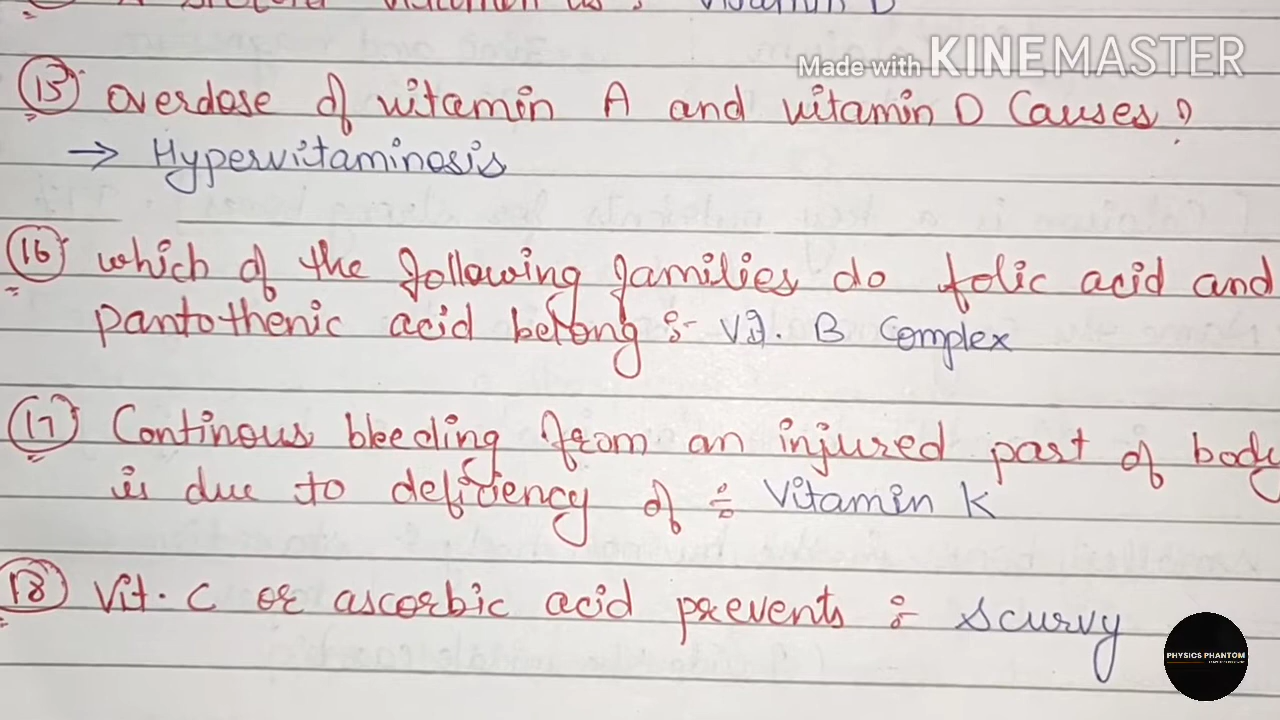 Vitamin D
Made with KINEMASTER
15 Overdose of vitamin A and vitamin D Causes?
→ Hypervitaminosis
16 which of the following families do folic acid and
pantothenic acid belong :- Vit. B Complex
17 Continous bleeding from an injured part of body
is due to deficiency of ÷ Vitamin K
18 Vit. C or ascorbic acid prevents ÷ Scurvy
PHYSICS PHANTOM